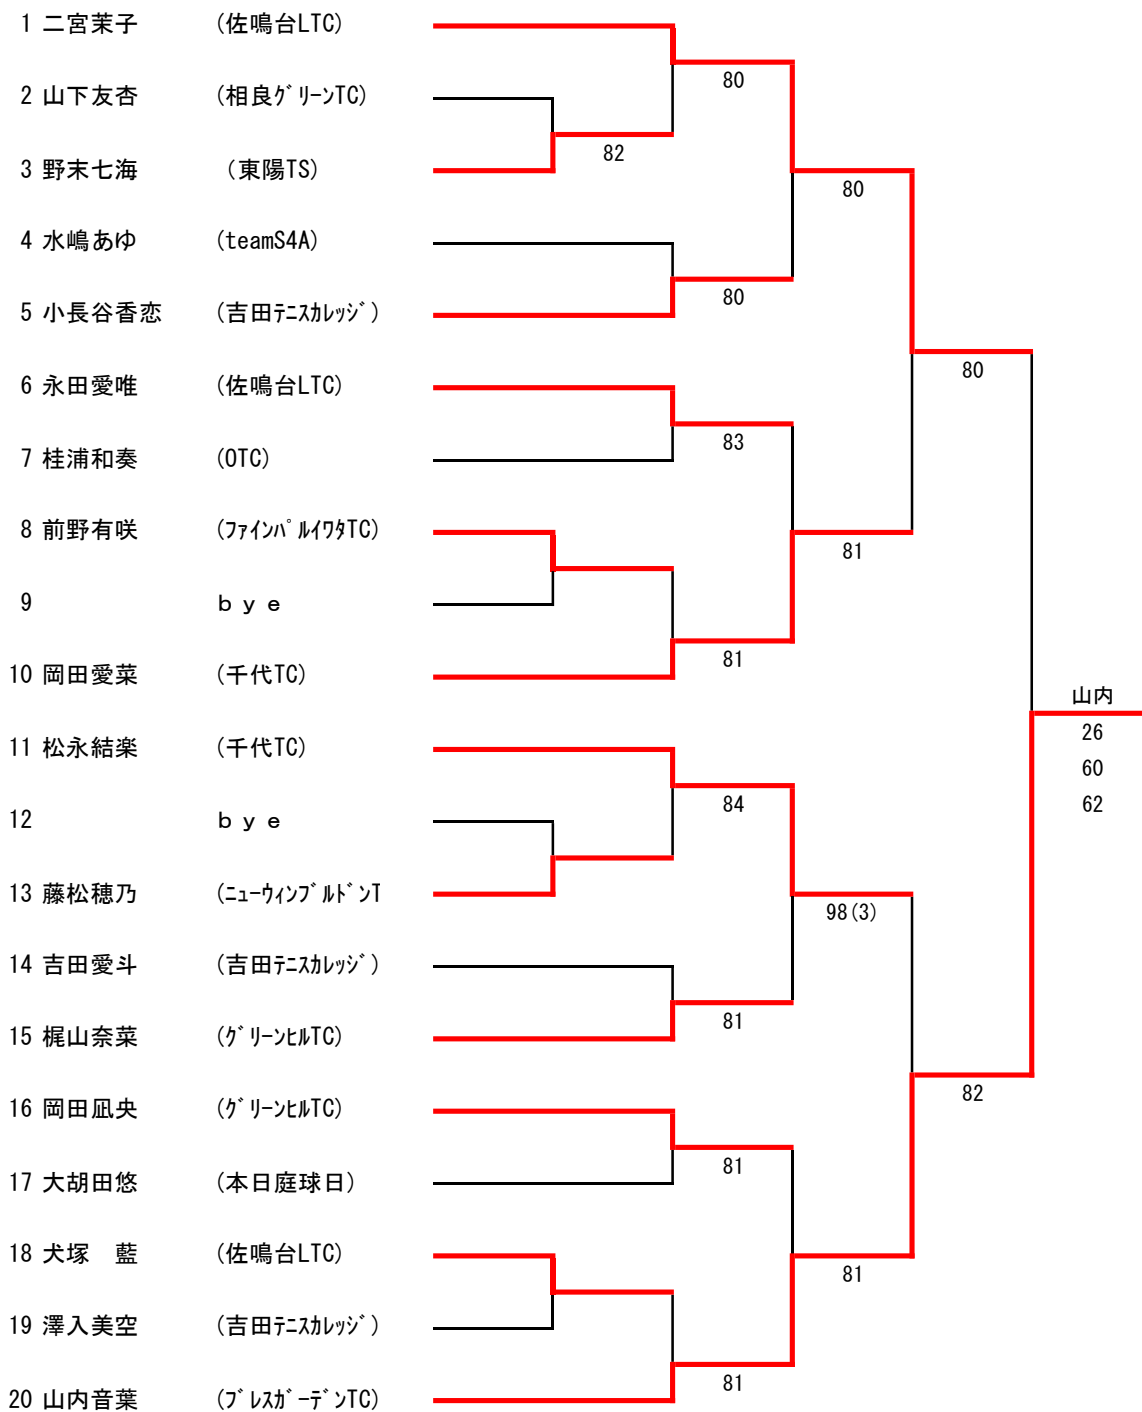 1 二宮茉子 (佐鳴台LTC)
80
2 山下友杏 (相良ｸﾞﾘｰﾝTC)
82
3 野末七海 (東陽TS)
80
4 水嶋あゆ (teamS4A)
80
5 小長谷香恋 (吉田ﾃﾆｽｶﾚｯｼﾞ)
80
6 永田愛唯 (佐鳴台LTC)
83
7 桂浦和奏 (OTC)
8 前野有咲 (ﾌｧｲﾝﾊﾟﾙｲﾜﾀTC)
81
9 ｂｙｅ
81
10 岡田愛菜 (千代TC)
山内
26
60
62
11 松永結楽 (千代TC)
84
12 ｂｙｅ
13 藤松穂乃 (ﾆｭｰｳｨﾝﾌﾞﾙﾄﾞﾝT
98(3)
14 吉田愛斗 (吉田ﾃﾆｽｶﾚｯｼﾞ)
81
15 梶山奈菜 (ｸﾞﾘｰﾝﾋﾙTC)
82
16 岡田凪央 (ｸﾞﾘｰﾝﾋﾙTC)
81
17 大胡田悠 (本日庭球日)
18 犬塚　藍 (佐鳴台LTC)
81
19 澤入美空 (吉田ﾃﾆｽｶﾚｯｼﾞ)
81
20 山内音葉 (ﾌﾞﾚｽｶﾞｰﾃﾞﾝTC)